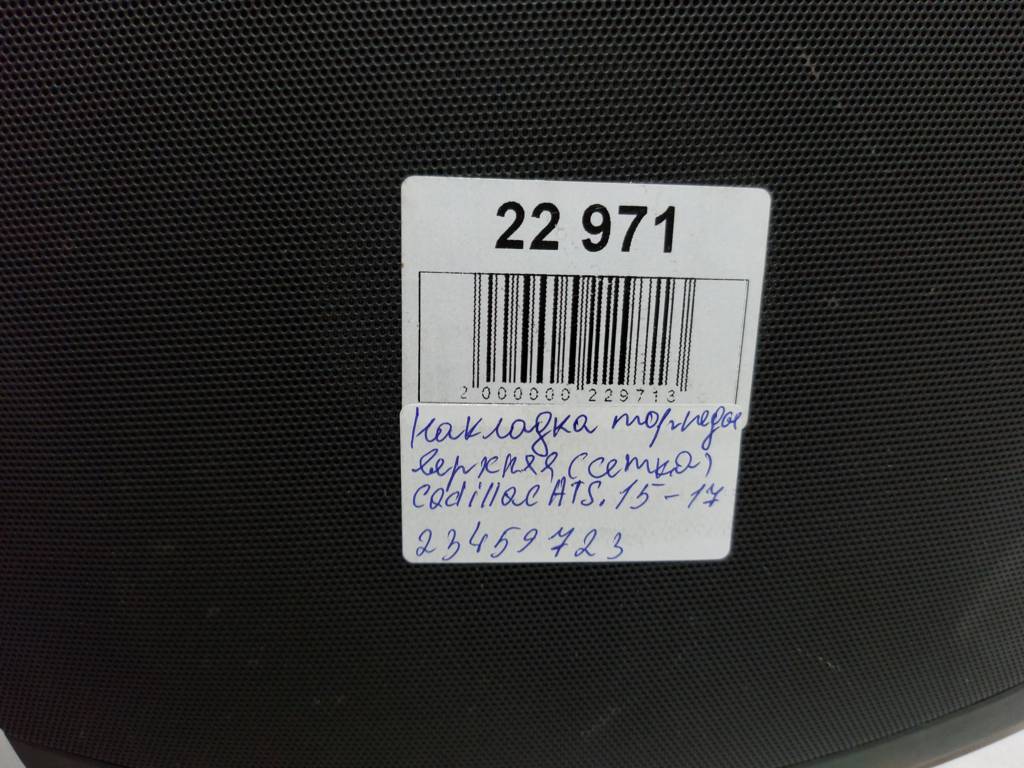 22 971
2 000000 229713
накладка торпедо
верхняя (сетка)
Cadillac ATS. 15-17
23459723